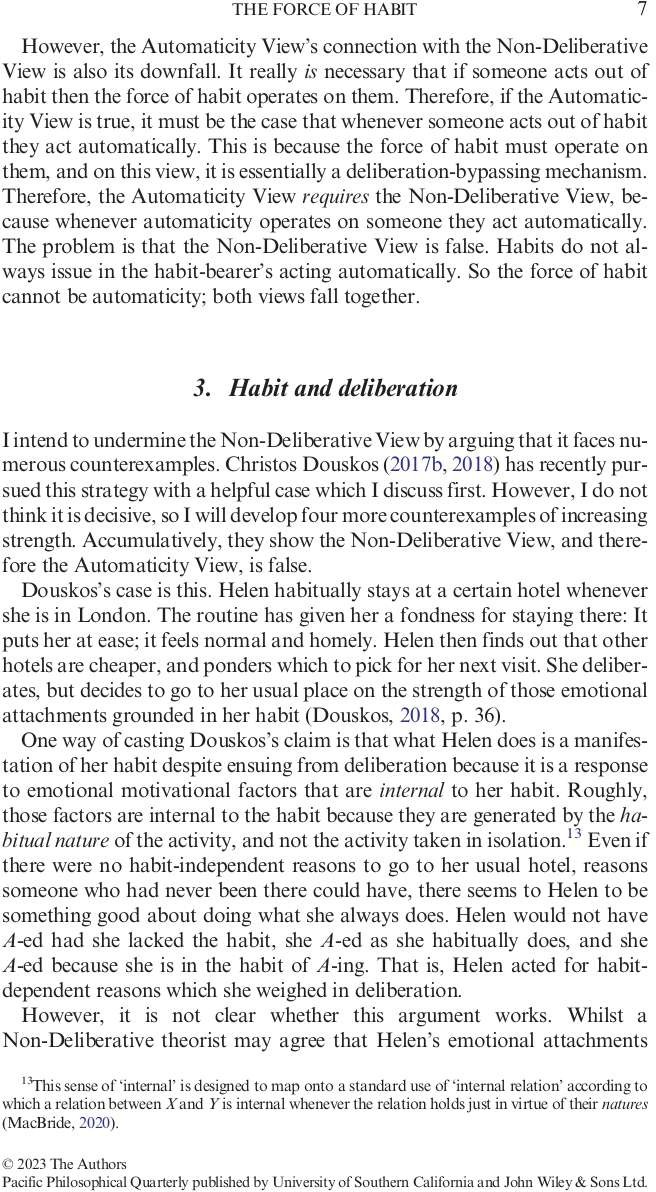 THE FORCE OF HABIT 7
However, the Automaticity View's connection with the Non-Deliberative
View is also its downfall. It really is necessary that if someone acts out of
habit then the force of habit operates on them. Therefore, if the Automatic-
ity View is true, it must be the case that whenever someone acts out of habit
they act automatically. This is because the force of habit must operate on
them, and on this view, it is essentially a deliberation-bypassing mechanism.
Therefore, the Automaticity View requires the Non-Deliberative View, be-
cause whenever automaticity operates on someone they act automatically.
The problem is that the Non-Deliberative View is false. Habits do not al-
ways issue in the habit-bearer's acting automatically. So the force of habit
cannot be automaticity; both views fall together.
3. Habit and deliberation
I intend to undermine the Non-Deliberative View by arguing that it faces nu-
merous counterexamples. Christos Douskos (2017b, 2018) has recently pur-
sued this strategy with a helpful case which I discuss first. However, I do not
think it is decisive, so I will develop four more counterexamples of increasing
strength. Accumulatively, they show the Non-Deliberative View, and there-
fore the Automaticity View, is false.
Douskos's case is this. Helen habitually stays at a certain hotel whenever
she is in London. The routine has given her a fondness for staying there: It
puts her at ease; it feels normal and homely. Helen then finds out that other
hotels are cheaper, and ponders which to pick for her next visit. She deliber-
ates, but decides to go to her usual place on the strength of those emotional
attachments grounded in her habit (Douskos, 2018, p. 36).
One way of casting Douskos's claim is that what Helen does is a manifes-
tation of her habit despite ensuing from deliberation because it is a response
to emotional motivational factors that are internal to her habit. Roughly,
those factors are internal to the habit because they are generated by the ha-
bitual nature of the activity, and not the activity taken in isolation.13 Even if
there were no habit-independent reasons to go to her usual hotel, reasons
someone who had never been there could have, there seems to Helen to be
something good about doing what she always does. Helen would not have
A-ed had she lacked the habit, she A-ed as she habitually does, and she
A-ed because she is in the habit of A-ing. That is, Helen acted for habit-
dependent reasons which she weighed in deliberation.
However, it is not clear whether this argument works. Whilst a
Non-Deliberative theorist may agree that Helen's emotional attachments
13This sense of 'internal' is designed to map onto a standard use of 'internal relation' according to
which a relation between X and Y is internal whenever the relation holds just in virtue of their natures
(MacBride, 2020).
© 2023 The Authors
Pacific Philosophical Quarterly published by University of Southern California and John Wiley & Sons Ltd.